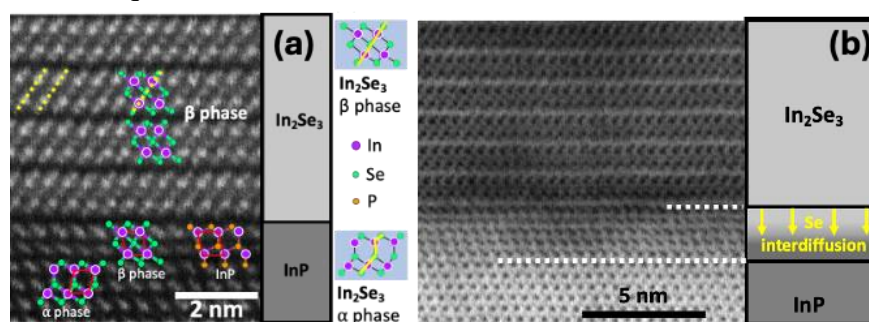 (a)
β phase
In₂Se₃
β phase
InP
α phase
2 nm
In₂Se₃
InP
In₂Se₃
β phase
In
Se
P
In₂Se₃
α phase
(b)
5 nm
In₂Se₃
Se
interdiffusion
InP